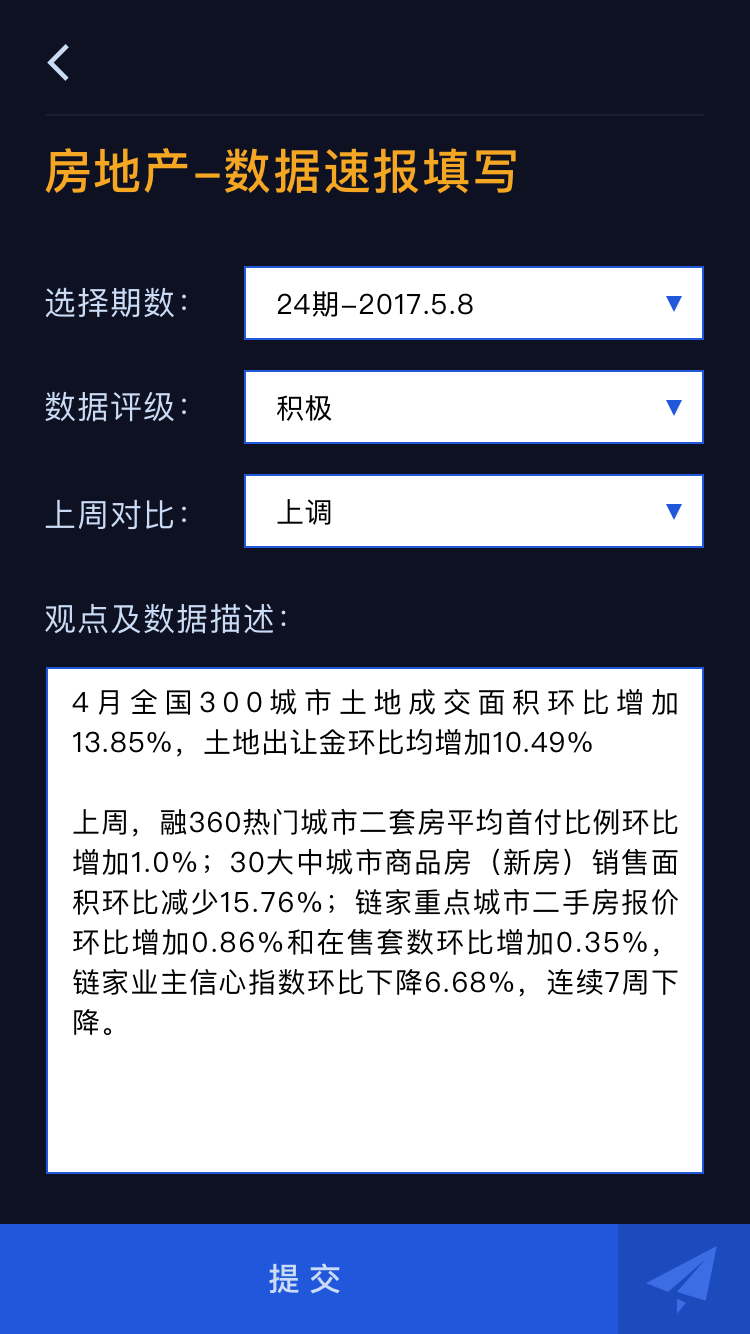 房地产–数据速报填写
选择期数：
24期–2017.5.8
数据评级：
积极
上周对比：
上调
观点及数据描述：
4月全国300城市土地成交面积环比增加
13.85%，土地出让金环比均增加10.49%
上周，融360热门城市二套房平均首付比例环比
增加1.0%；30大中城市商品房（新房）销售面
积环比减少15.76%；链家重点城市二手房报价
环比增加0.86%和在售套数环比增加0.35%，
链家业主信心指数环比下降6.68%，连续7周下
降。
提交